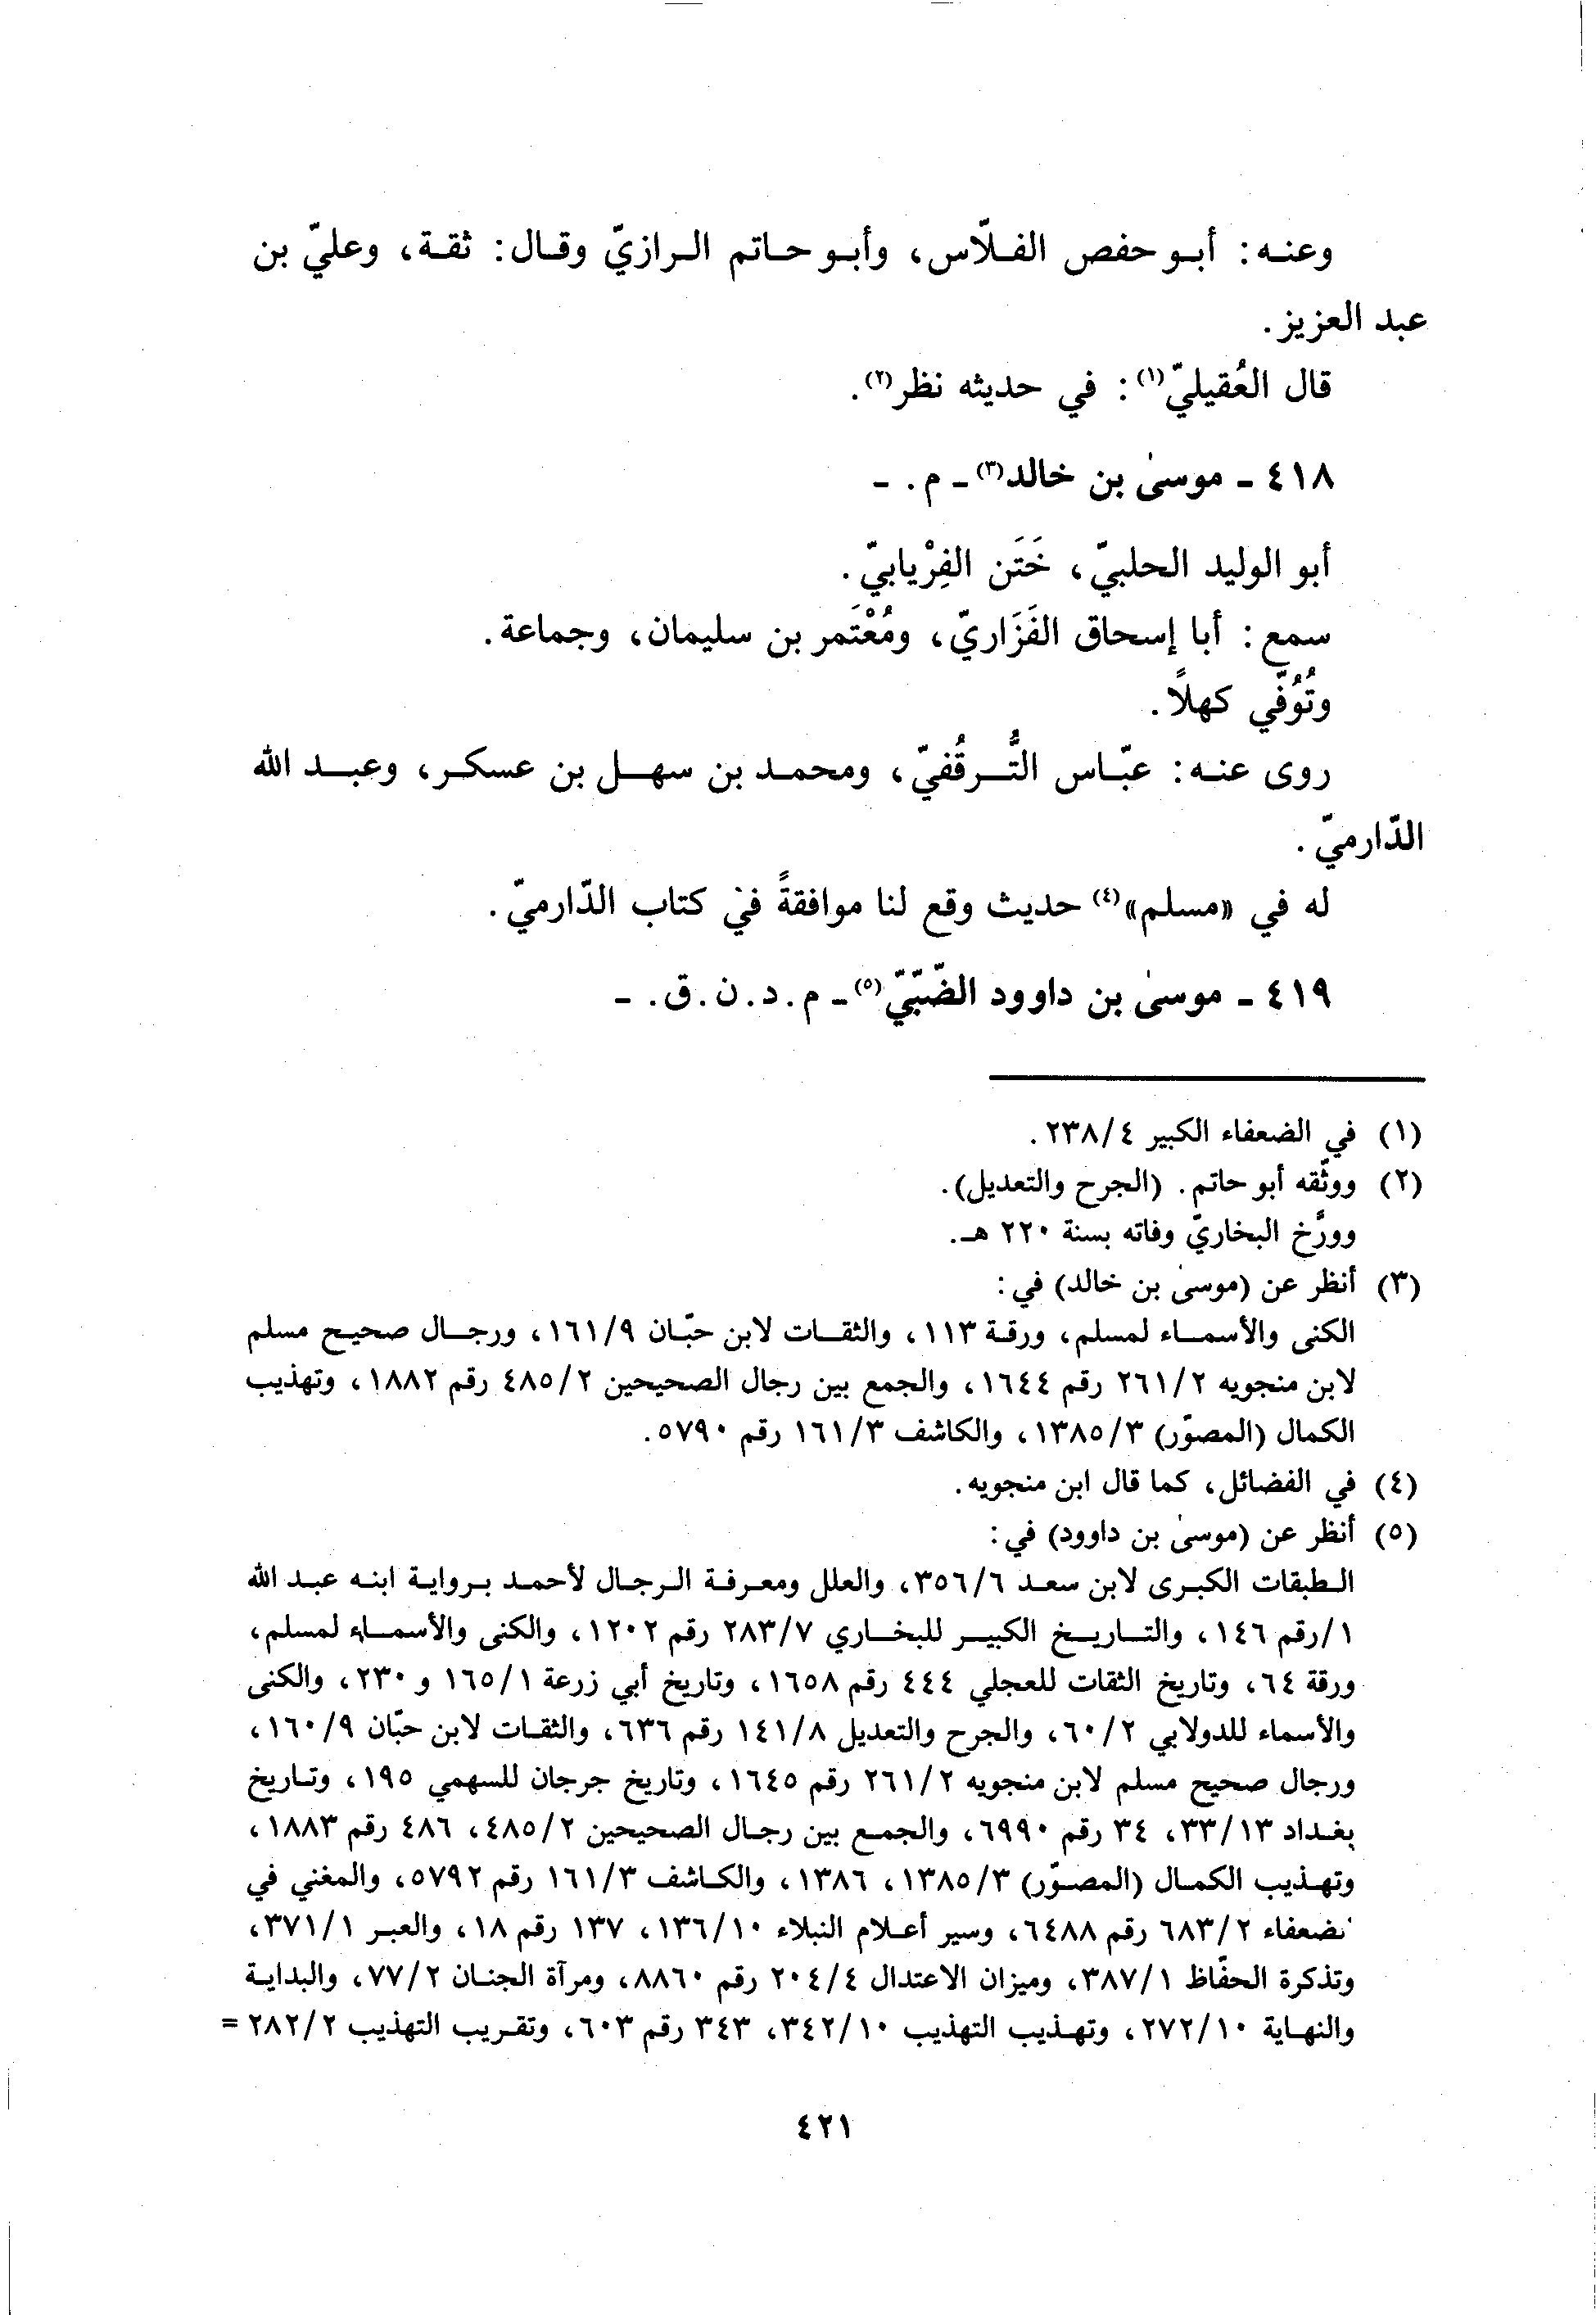 وعنه: أبو حفص الفلّاس، وأبو حاتم الرازيّ وقال: ثقة، وعليّ بن
عبد العزيز.
قال العُقيليّ(١): في حديثه نظر(٢).
٤١٨ ـ موسىٰ بن خالد(٣) ـ م. ـ
أبو الوليد الحلبيّ، خَتَن الفِرْيابيّ.
سمع: أبا إسحاق الفَزَاريّ، ومُعْتَمر بن سليمان، وجماعة.
وتُوُفّي كهلاً.
روى عنه: عبّاس التُّرقُفيّ، ومحمد بن سهل بن عسكر، وعبد الله
الدّارميّ.
له في «مسلم»(٤) حديث وقع لنا موافقةً في كتاب الدّارميّ.
٤١٩ ـ موسىٰ بن داوود الضّبّيّ(٥) ـ م. د. ن. ق. ـ
(١) في الضعفاء الكبير ٢٣٨/٤.
(٢) ووثّقه أبو حاتم. (الجرح والتعديل).
وورَّخ البخاريّ وفاته بسنة ٢٢٠ هـ.
(٣) أنظر عن (موسىٰ بن خالد) في:
الكنى والأسماء لمسلم، ورقة ١١٣، والثقات لابن حبّان ١٦١/٩، ورجال صحيح مسلم
لابن منجويه ٢٦١/٢ رقم ١٦٤٤، والجمع بين رجال الصحيحين ٤٨٥/٢ رقم ١٨٨٢، وتهذيب
الكمال (المصوّر) ١٣٨٥/٣، والكاشف ١٦١/٣ رقم ٥٧٩٠.
(٤) في الفضائل، كما قال ابن منجويه.
(٥) أنظر عن (موسىٰ بن داوود) في:
الطبقات الكبرى لابن سعد ٣٥٦/٦، والعلل ومعرفة الرجال لأحمد برواية ابنه عبد الله
١/رقم ١٤٦، والتاريخ الكبير للبخاري ٢٨٣/٧ رقم ١٢٠٢، والكنى والأسماء لمسلم،
ورقة ٦٤، وتاريخ الثقات للعجلي ٤٤٤ رقم ١٦٥٨، وتاريخ أبي زرعة ١٦٥/١ و ٢٣٠، والكنى
والأسماء للدولابي ٦٠/٢، والجرح والتعديل ١٤١/٨ رقم ٦٣٦، والثقات لابن حبّان ١٦٠/٩،
ورجال صحيح مسلم لابن منجويه ٢٦١/٢ رقم ١٦٤٥، وتاريخ جرجان للسهمي ١٩٥، وتاريخ
بغداد ٣٣/١٣، ٣٤ رقم ٦٩٩٠، والجمع بين رجال الصحيحين ٤٨٥/٢، ٤٨٦ رقم ١٨٨٣،
وتهذيب الكمال (المصوّر) ١٣٨٥/٣، ١٣٨٦، والكاشف ١٦١/٣ رقم ٥٧٩٢، والمغني في
الضعفاء ٦٨٣/٢ رقم ٦٤٨٨، وسير أعلام النبلاء ١٣٦/١٠، ١٣٧ رقم ١٨، والعبر ٣٧١/١،
وتذكرة الحفّاظ ٣٨٧/١، وميزان الاعتدال ٢٠٤/٤ رقم ٨٨٦٠، ومرآة الجنان ٧٧/٢، والبداية
والنهاية ٢٧٢/١٠، وتهذيب التهذيب ٣٤٢/١٠، ٣٤٣ رقم ٦٠٣، وتقريب التهذيب ٢٨٢/٢ =
٤٢١